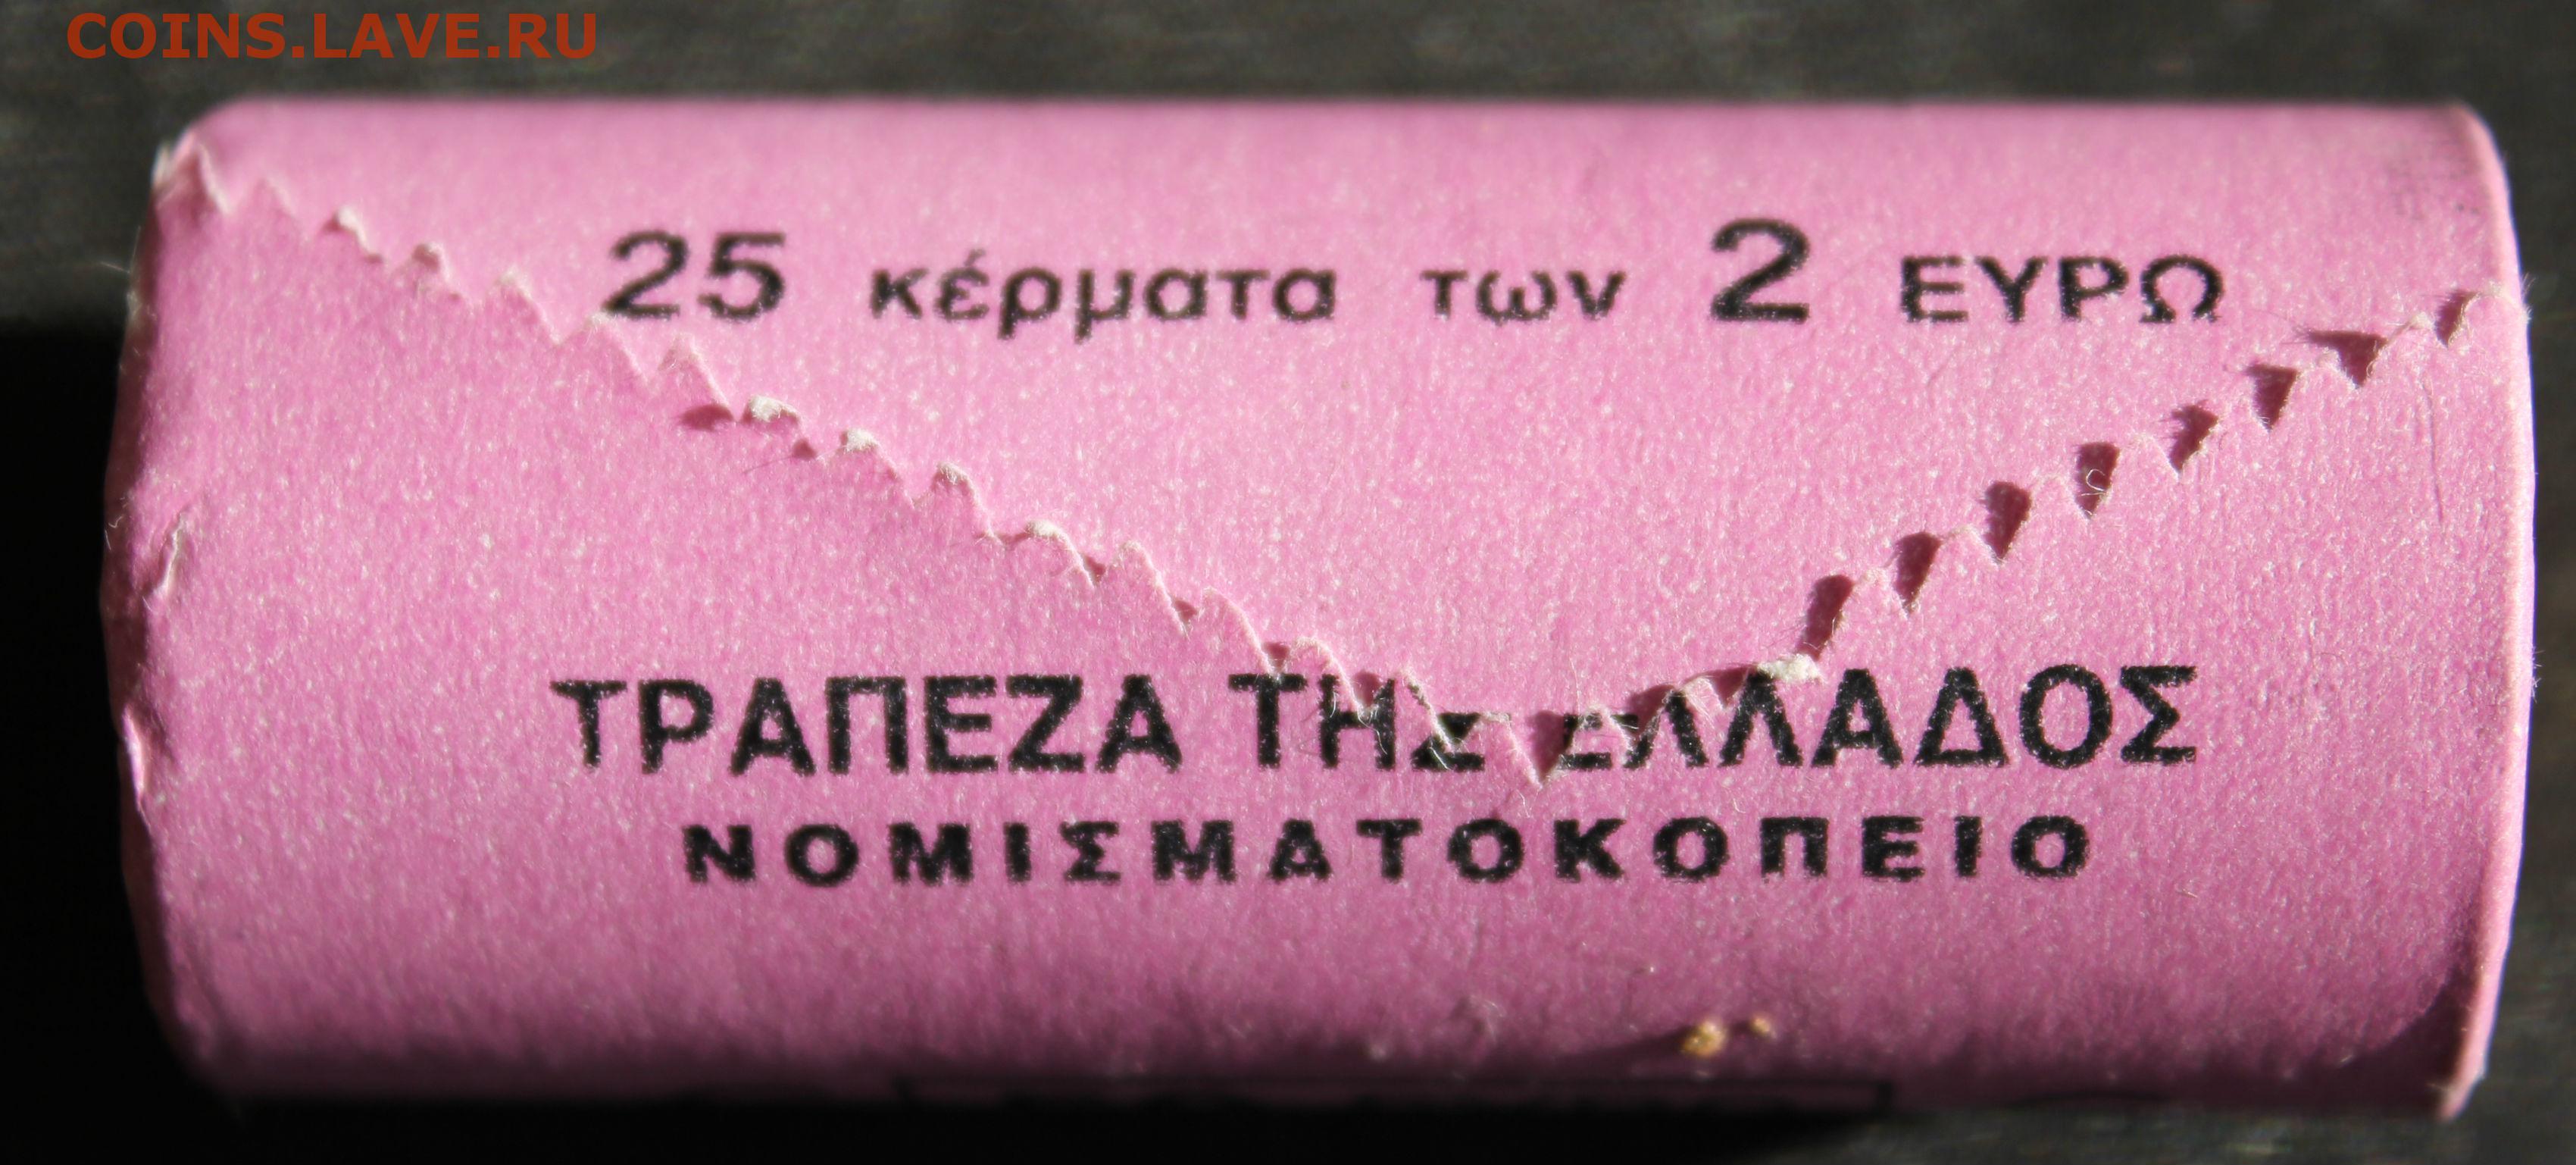 COINS.LAVE.RU
25 κέρματα των 2 ΕΥΡΩ
ΤΡΑΠΕΖΑ ΤΗΣ ΕΛΛΑΔΟΣ
ΝΟΜΙΣΜΑΤΟΚΟΠΕΙΟ